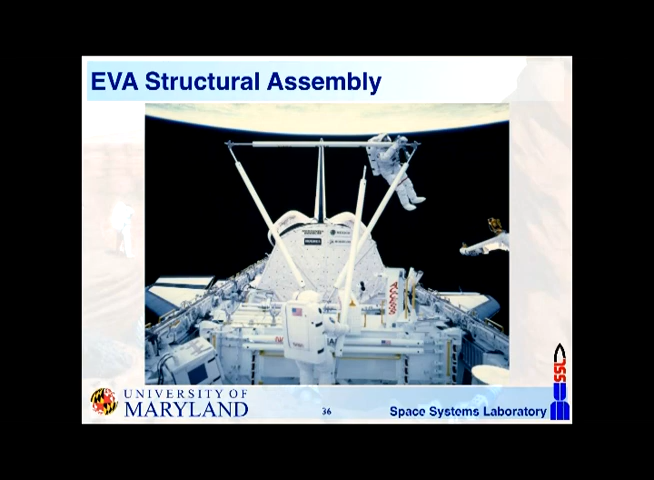 EVA Structural Assembly
UNIVERSITY OF
MARYLAND
36
Space Systems Laboratory
SSL